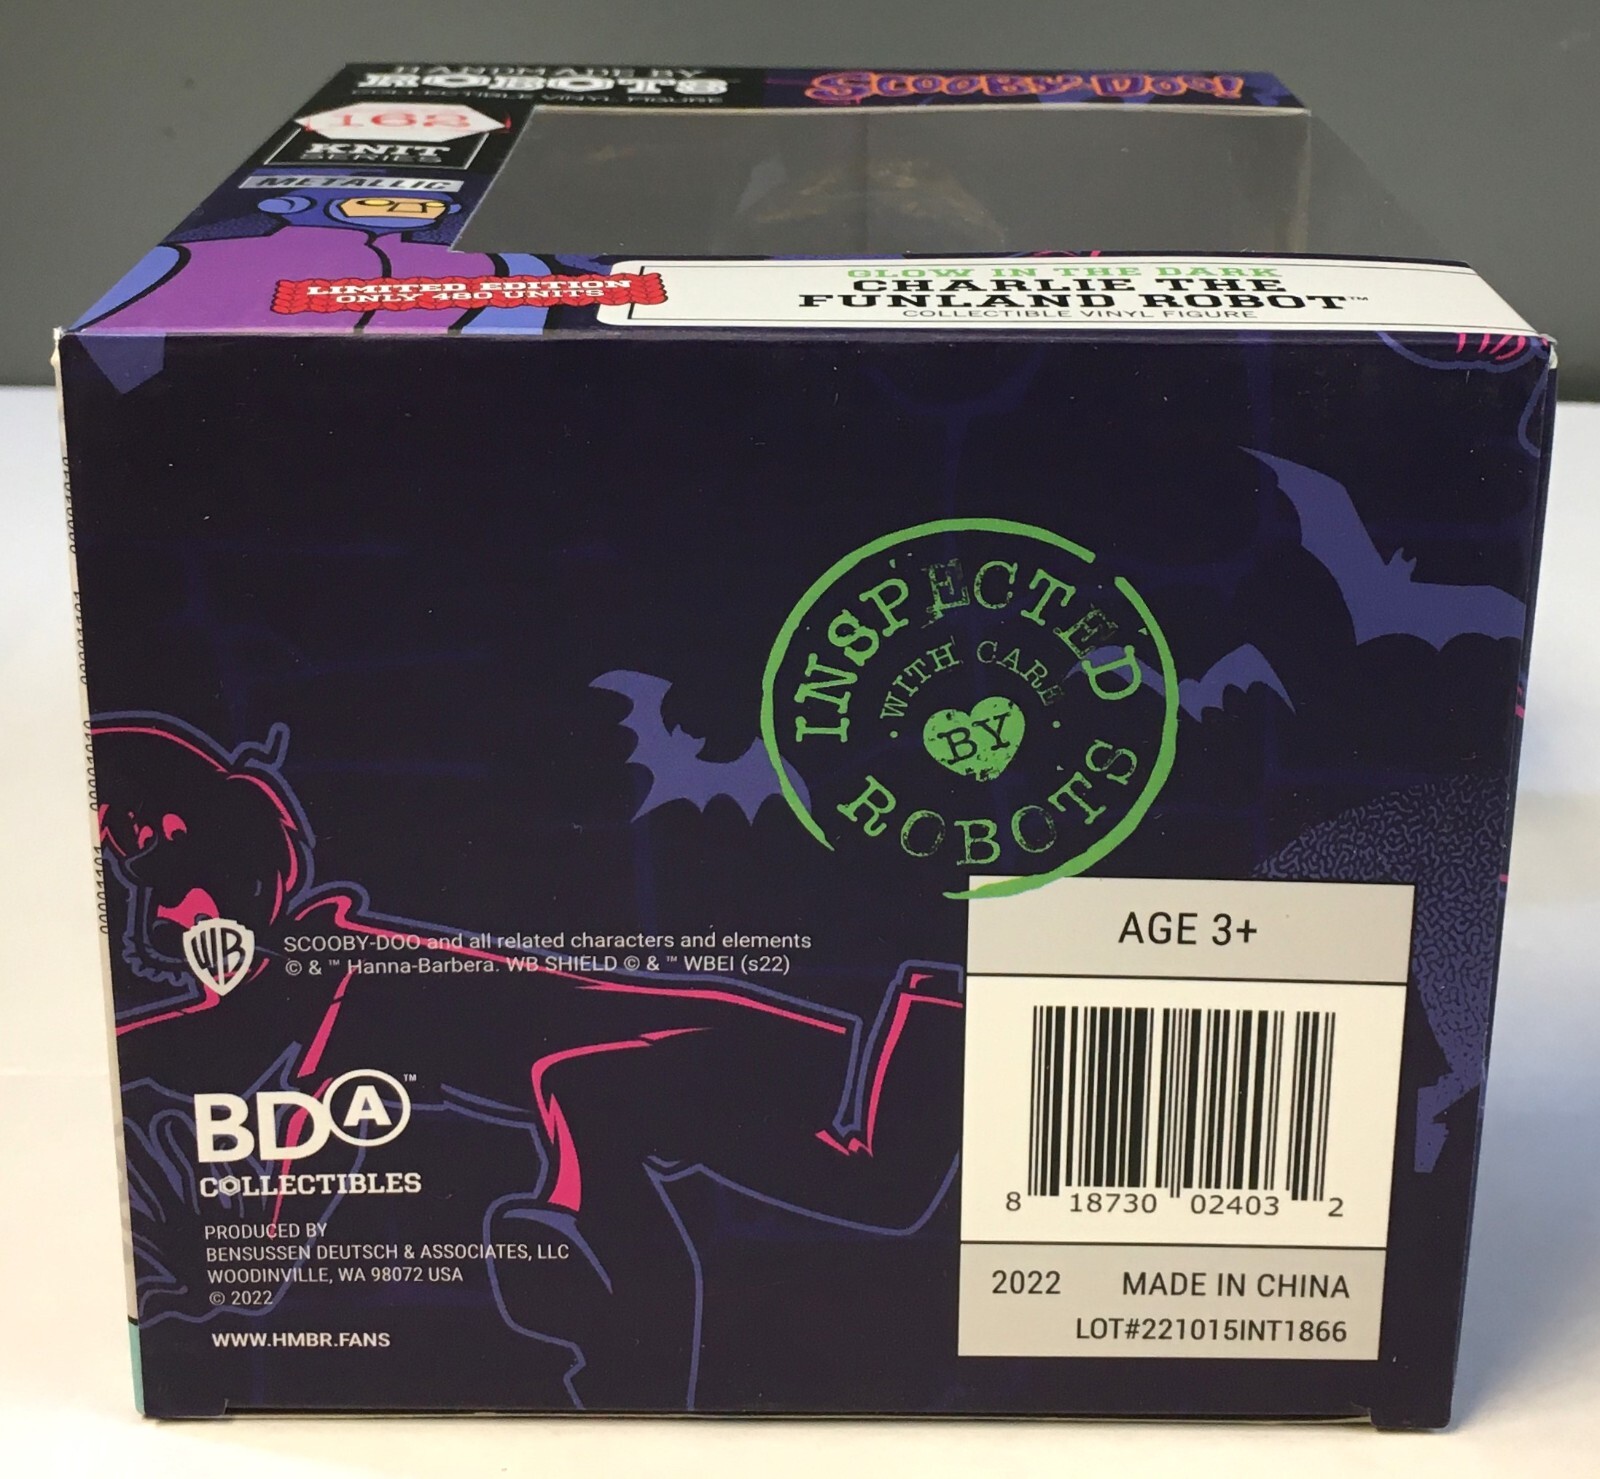 HANDMADE BY
ROBOTS™
COLLECTIBLE VINYL FIGURE
SCOOBY-DOO!
162
KNIT
SERIES
METALLIC
LIMITED EDITION
ONLY 480 UNITS
GLOW IN THE DARK
CHARLIE THE
FUNLAND ROBOT™
COLLECTIBLE VINYL FIGURE
INSPECTED
· WITH CARE ·
BY
ROBOTS
WB
SCOOBY-DOO and all related characters and elements
© & ™ Hanna-Barbera. WB SHIELD © & ™ WBEI (s22)
BDA™
COLLECTIBLES
PRODUCED BY
BENSUSSEN DEUTSCH & ASSOCIATES, LLC
WOODINVILLE, WA 98072 USA
© 2022
WWW.HMBR.FANS
AGE 3+
8 18730 02403 2
2022 MADE IN CHINA
LOT#221015INT1866